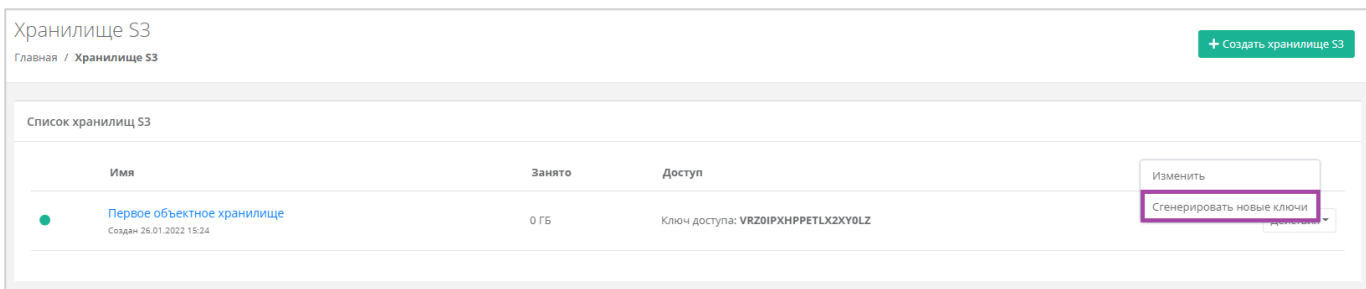 Хранилище S3
Главная / Хранилище S3
+ Создать хранилище S3
Список хранилищ S3
Имя Занято Доступ
Изменить
Сгенерировать новые ключи
Первое объектное хранилище
Создан 26.01.2022 15:24
0 ГБ
Ключ доступа: VRZ0IPXHPPETLX2XY0LZ